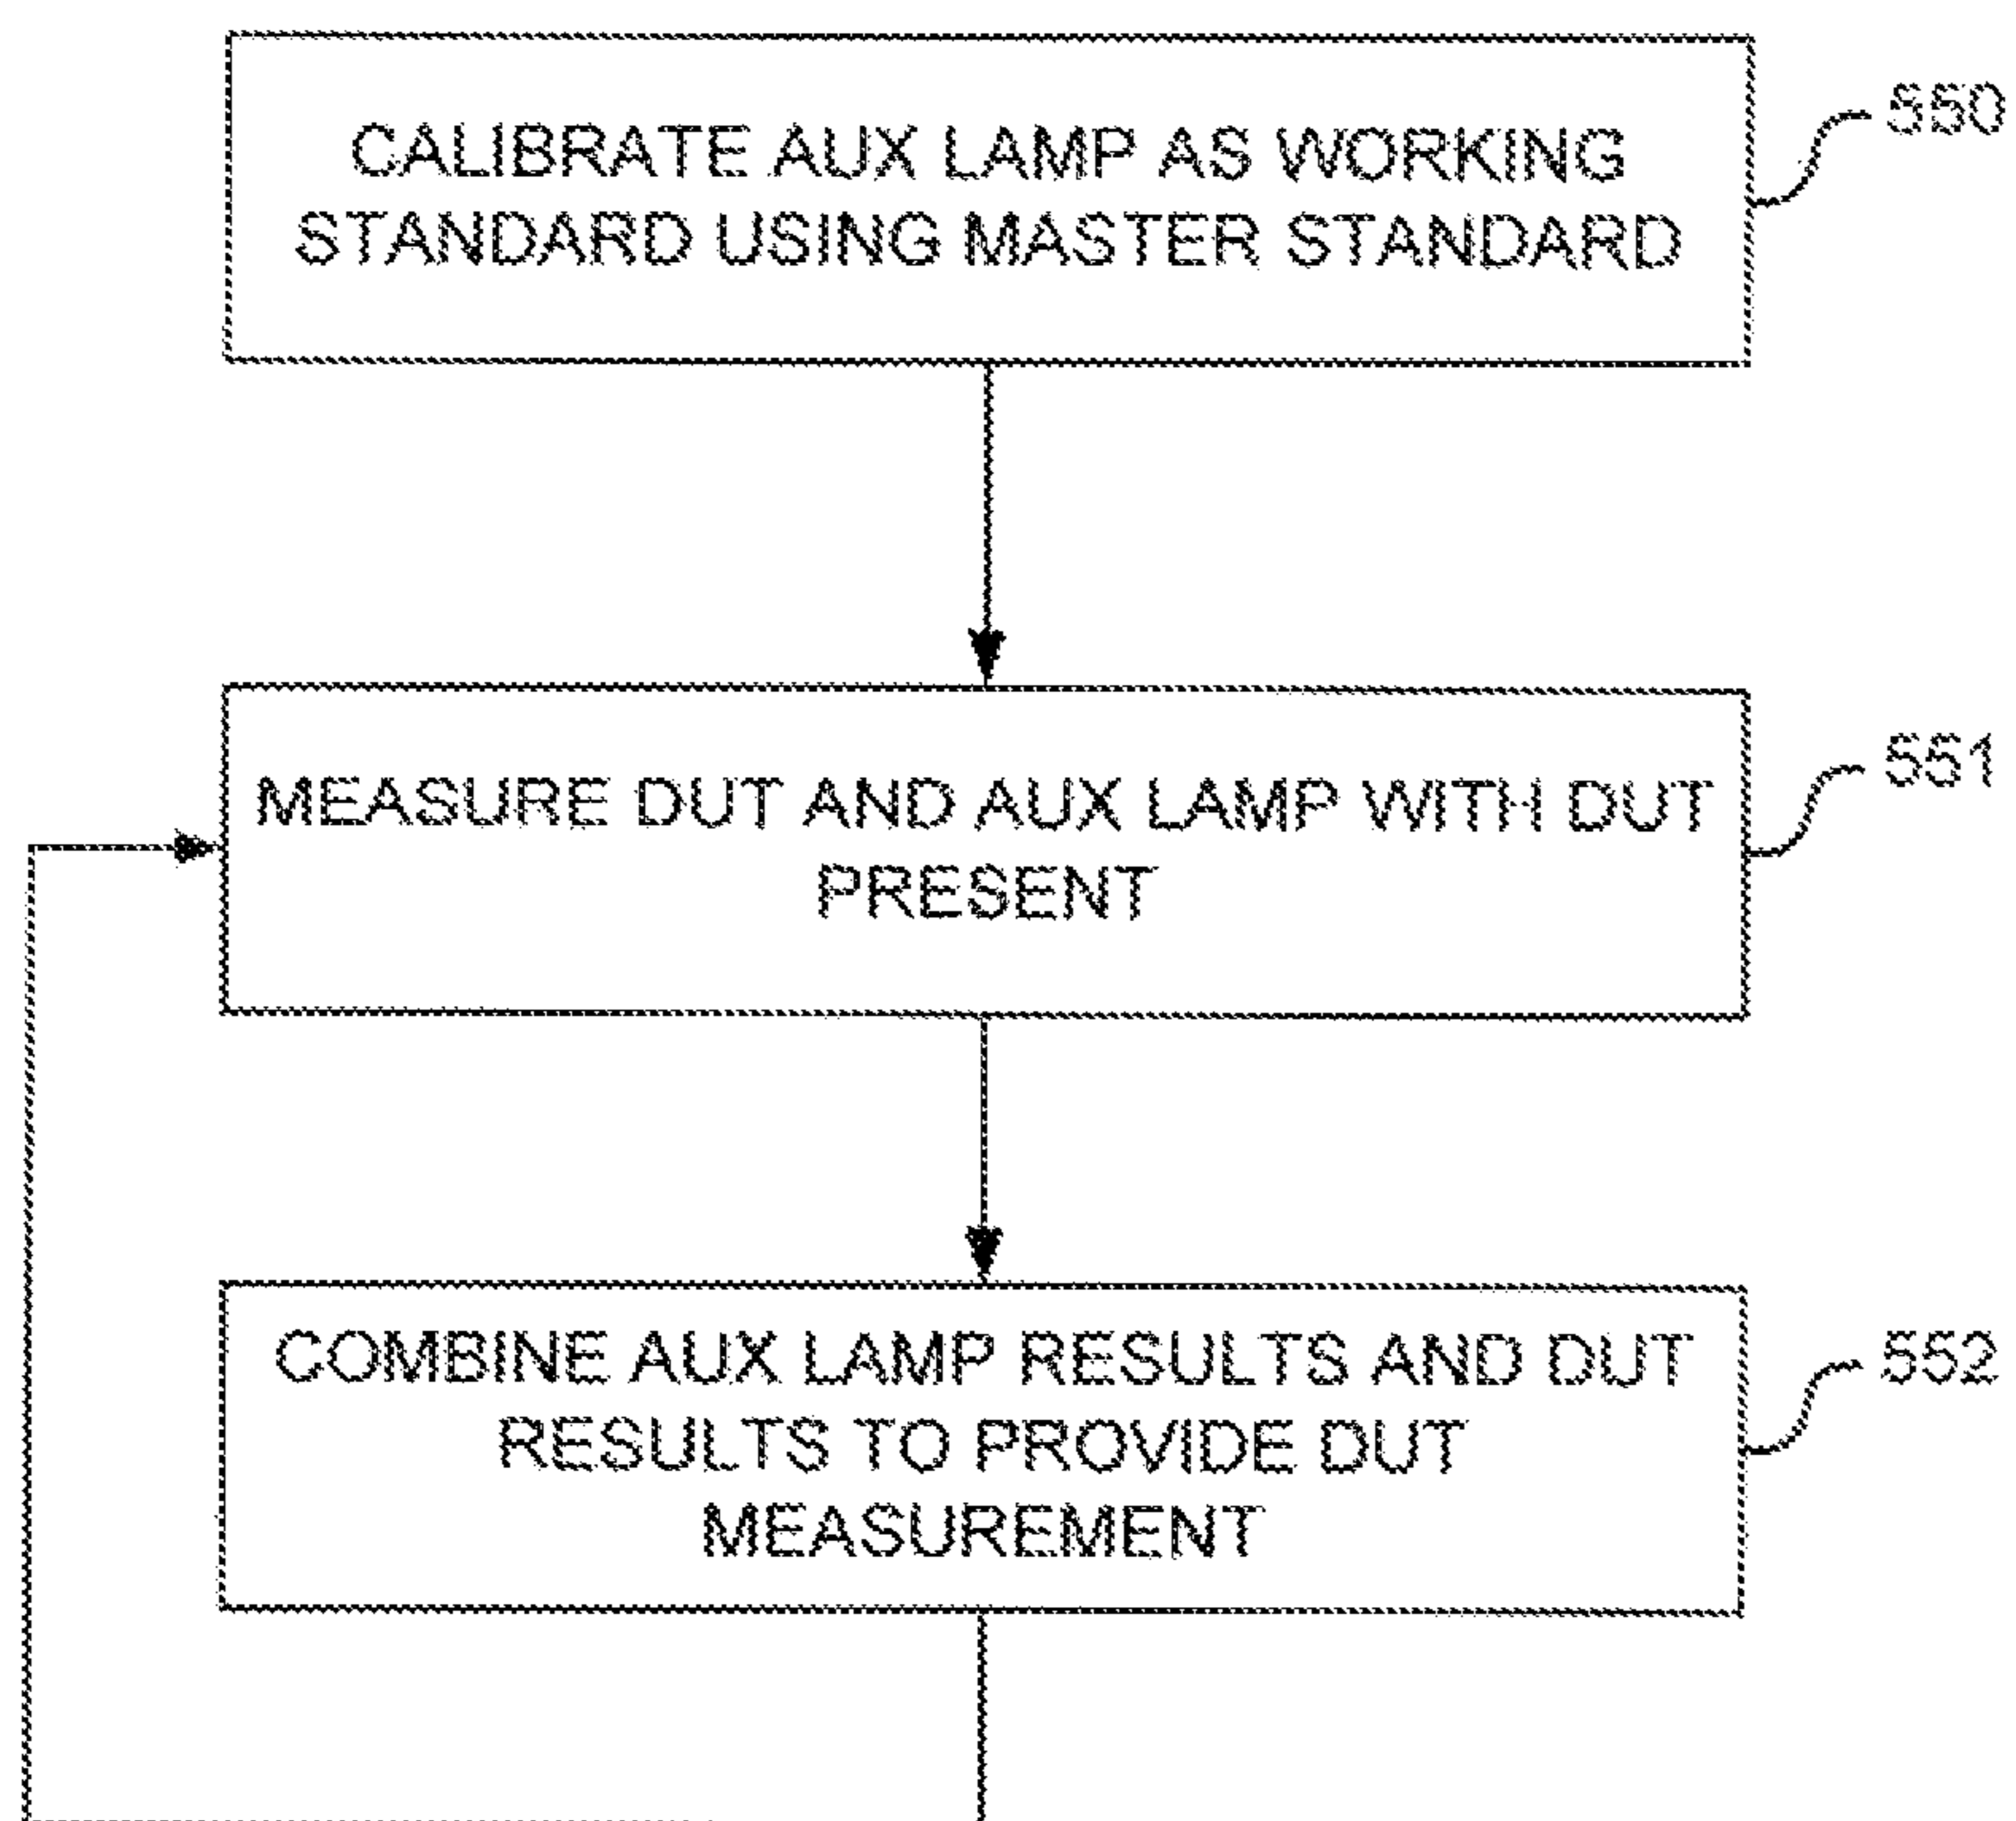 CALIBRATE AUX LAMP AS WORKING
STANDARD USING MASTER STANDARD
550
MEASURE DUT AND AUX LAMP WITH DUT
PRESENT
551
COMBINE AUX LAMP RESULTS AND DUT
RESULTS TO PROVIDE DUT
MEASUREMENT
552